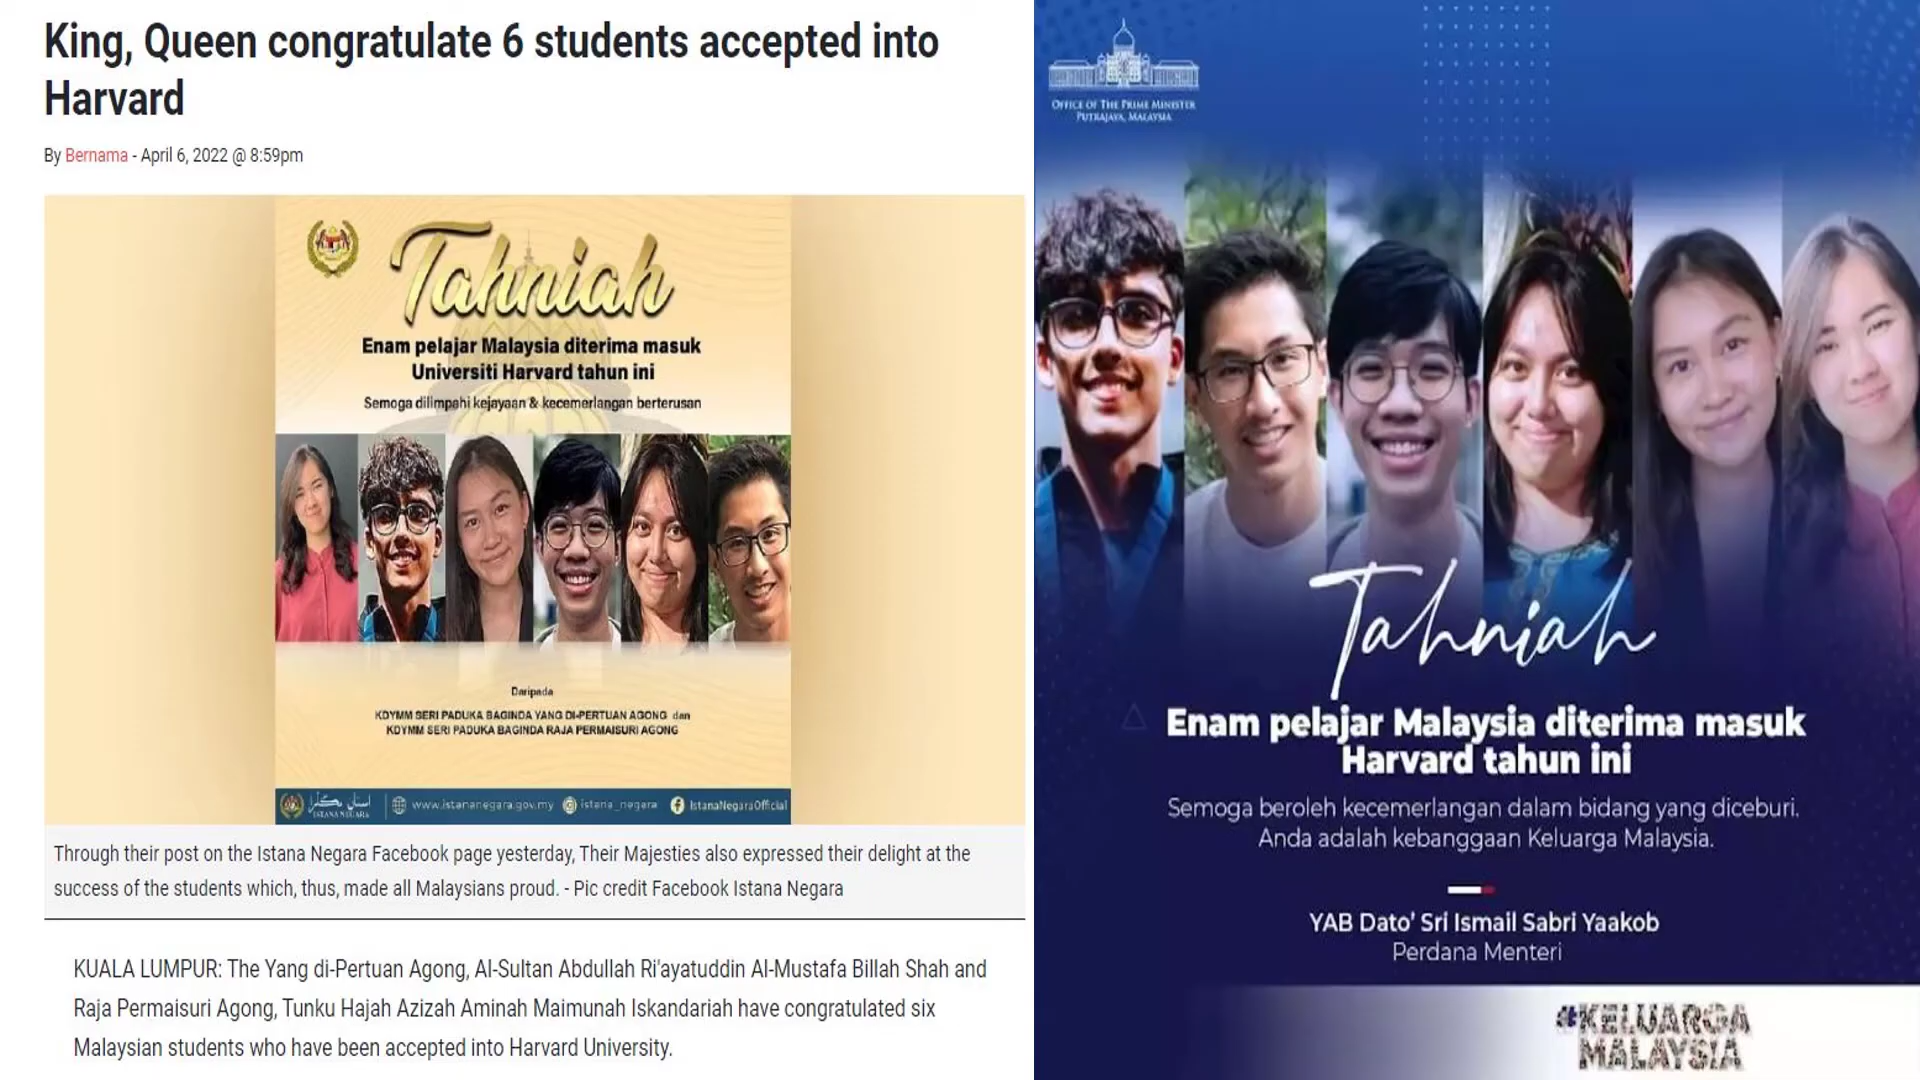 King, Queen congratulate 6 students accepted into
Harvard
By Bernama - April 6, 2022 @ 8:59pm
Tahniah
Enam pelajar Malaysia diterima masuk
Universiti Harvard tahun ini
Semoga dilimpahi kejayaan & kecemerlangan berterusan
Daripada
KDYMM SERI PADUKA BAGINDA YANG DI-PERTUAN AGONG dan
KDYMM SERI PADUKA BAGINDA RAJA PERMAISURI AGONG
ISTANA NEGARA
www.istananegara.gov.my
istana_negara
IstanaNegaraOfficial
Through their post on the Istana Negara Facebook page yesterday, Their Majesties also expressed their delight at the
success of the students which, thus, made all Malaysians proud. - Pic credit Facebook Istana Negara
KUALA LUMPUR: The Yang di-Pertuan Agong, Al-Sultan Abdullah Ri'ayatuddin Al-Mustafa Billah Shah and
Raja Permaisuri Agong, Tunku Hajah Azizah Aminah Maimunah Iskandariah have congratulated six
Malaysian students who have been accepted into Harvard University.
OFFICE OF THE PRIME MINISTER
PUTRAJAYA, MALAYSIA
Tahniah
Enam pelajar Malaysia diterima masuk
Harvard tahun ini
Semoga beroleh kecemerlangan dalam bidang yang diceburi.
Anda adalah kebanggaan Keluarga Malaysia.
YAB Dato' Sri Ismail Sabri Yaakob
Perdana Menteri
#KELUARGA
MALAYSIA